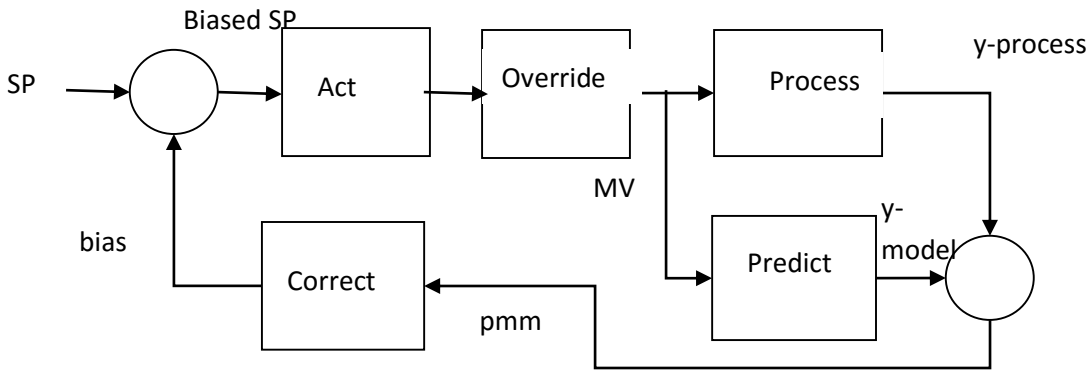 Biased SP
y-process
SP
Act
Override
Process
MV
y-
model
bias
Correct
Predict
pmm